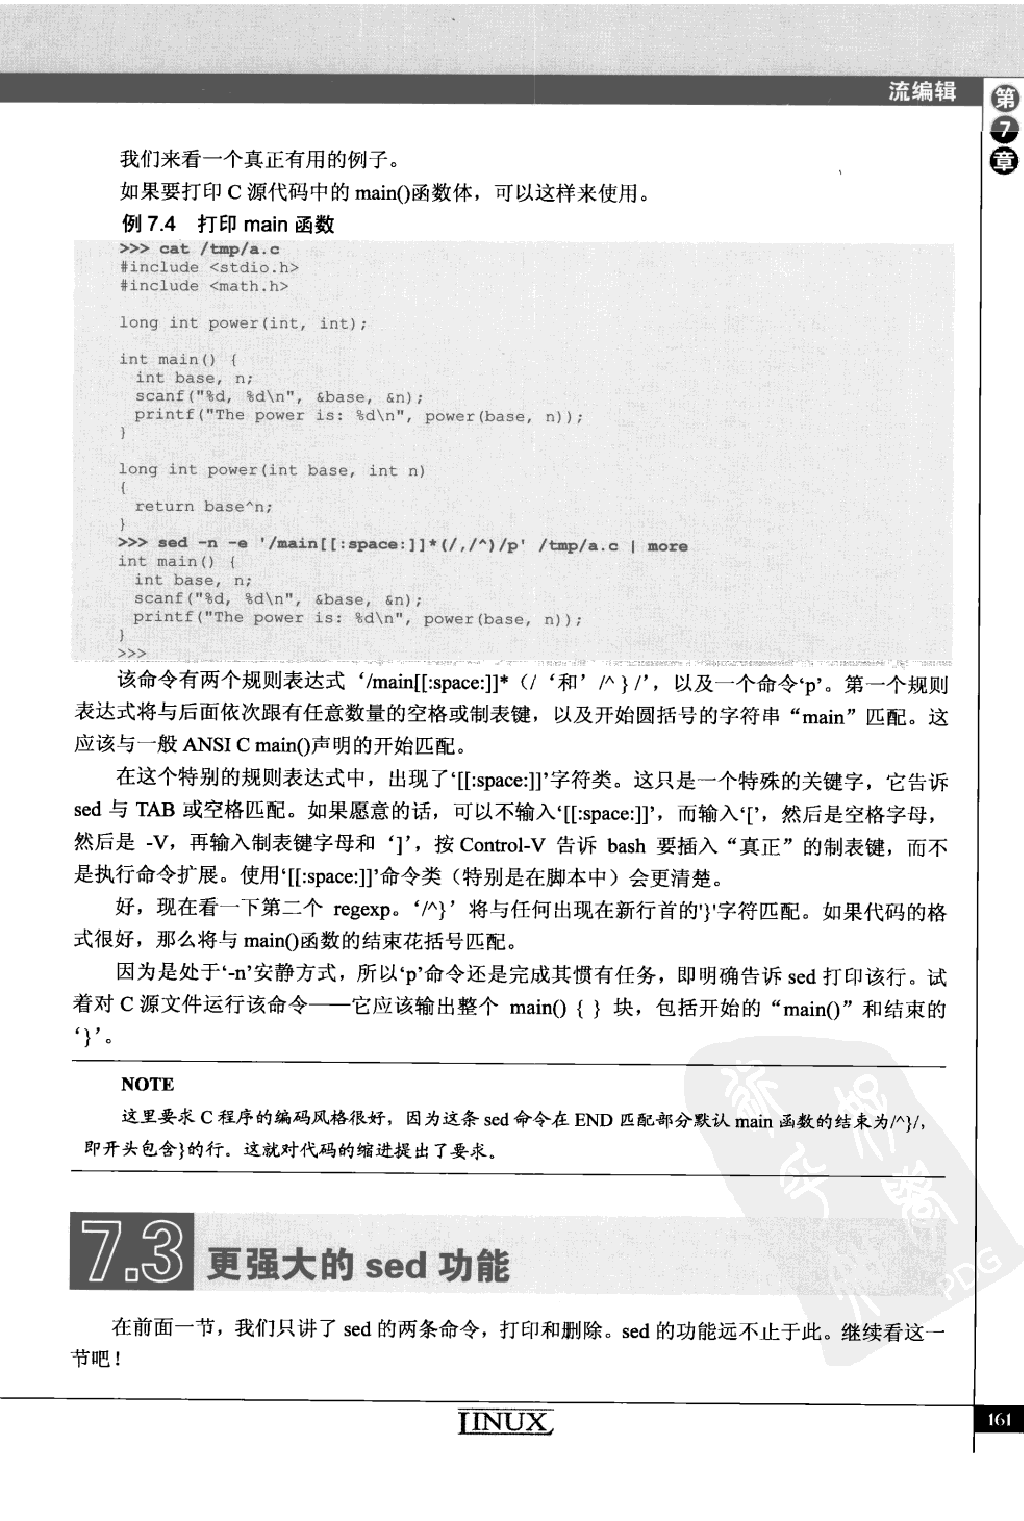 流编辑
第7章
我们来看一个真正有用的例子。
如果要打印 C 源代码中的 main()函数体，可以这样来使用。
例 7.4 打印 main 函数
>>> cat /tmp/a.c
#include <stdio.h>
#include <math.h>
long int power(int, int);
int main() {
int base, n;
scanf("%d, %d\n", &base, &n);
printf("The power is: %d\n", power(base, n));
}
long int power(int base, int n)
{
return base^n;
}
>>> sed -n -e '/main[[:space:]]*(/,/^}/p' /tmp/a.c | more
int main() {
int base, n;
scanf("%d, %d\n", &base, &n);
printf("The power is: %d\n", power(base, n));
}
>>>
该命令有两个规则表达式‘/main[[:space:]]*（/‘和’/^ } /’，以及一个命令‘p’。第一个规则
表达式将与后面依次跟有任意数量的空格或制表键，以及开始圆括号的字符串“main”匹配。这
应该与一般 ANSI C main()声明的开始匹配。
在这个特别的规则表达式中，出现了‘[[:space:]]’字符类。这只是一个特殊的关键字，它告诉
sed 与 TAB 或空格匹配。如果愿意的话，可以不输入‘[[:space:]]’，而输入‘[’，然后是空格字母，
然后是 -V，再输入制表键字母和‘]’，按 Control-V 告诉 bash 要插入“真正”的制表键，而不
是执行命令扩展。使用‘[[:space:]]’命令类（特别是在脚本中）会更清楚。
好，现在看一下第二个 regexp。‘/^}’将与任何出现在新行首的'}'字符匹配。如果代码的格
式很好，那么将与 main()函数的结束花括号匹配。
因为是处于‘-n’安静方式，所以‘p’命令还是完成其惯有任务，即明确告诉 sed 打印该行。试
着对 C 源文件运行该命令——它应该输出整个 main() { } 块，包括开始的“main()”和结束的
‘}’。
NOTE
这里要求 C 程序的编码风格很好，因为这条 sed 命令在 END 匹配部分默认 main 函数的结束为/^}/，
即开头包含}的行。这就对代码的缩进提出了要求。
7.3 更强大的 sed 功能
在前面一节，我们只讲了 sed 的两条命令，打印和删除。sed 的功能远不止于此。继续看这一
节吧！
PDG
LINUX
161